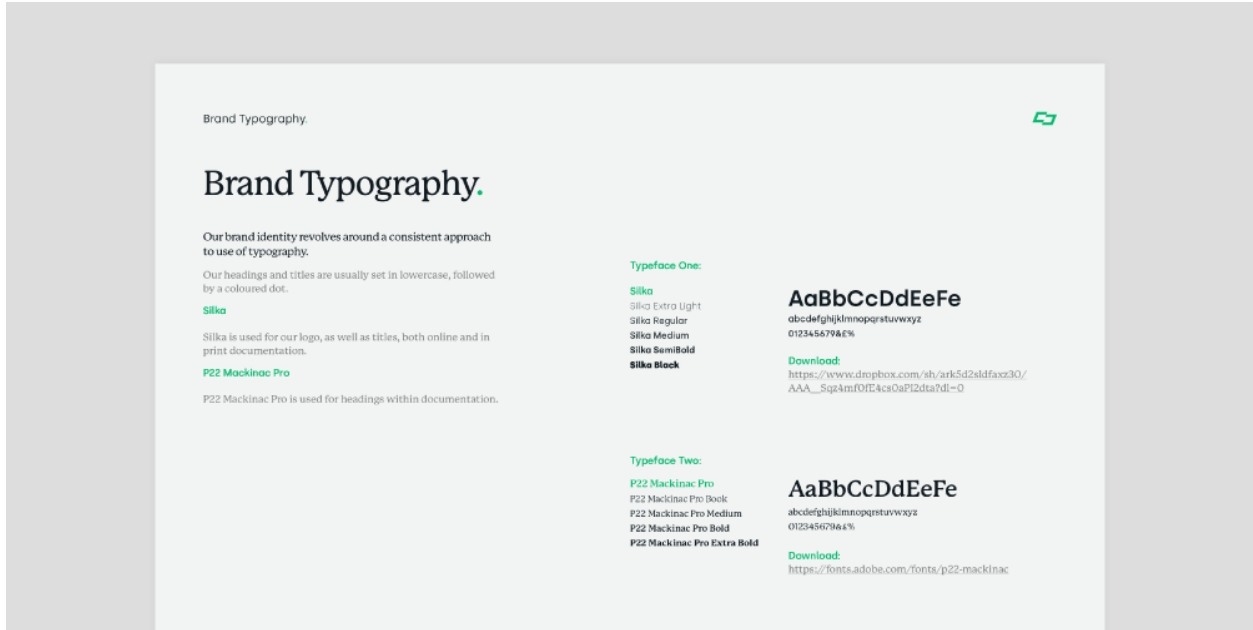 Brand Typography.
Brand Typography.
Our brand identity revolves around a consistent approach
to use of typography.
Our headings and titles are usually set in lowercase, followed
by a coloured dot.
Silka
Silka is used for our logo, as well as titles, both online and in
print documentation.
P22 Mackinac Pro
P22 Mackinac Pro is used for headings within documentation.
Typeface One:
Silka
Silka Extra Light
Silka Regular
Silka Medium
Silka SemiBold
Silka Black
AaBbCcDdEeFe
abcdefghijklmnopqrstuvwxyz
012345679&£%
Download:
https://www.dropbox.com/sh/ark5d2sldfaxz30/
AAA_Sqz4mf0fE4cs0aPl2dta?dl=0
Typeface Two:
P22 Mackinac Pro
P22 Mackinac Pro Book
P22 Mackinac Pro Medium
P22 Mackinac Pro Bold
P22 Mackinac Pro Extra Bold
AaBbCcDdEeFe
abcdefghijklmnopqrstuvwxyz
012345679&£%
Download:
https://fonts.adobe.com/fonts/p22-mackinac